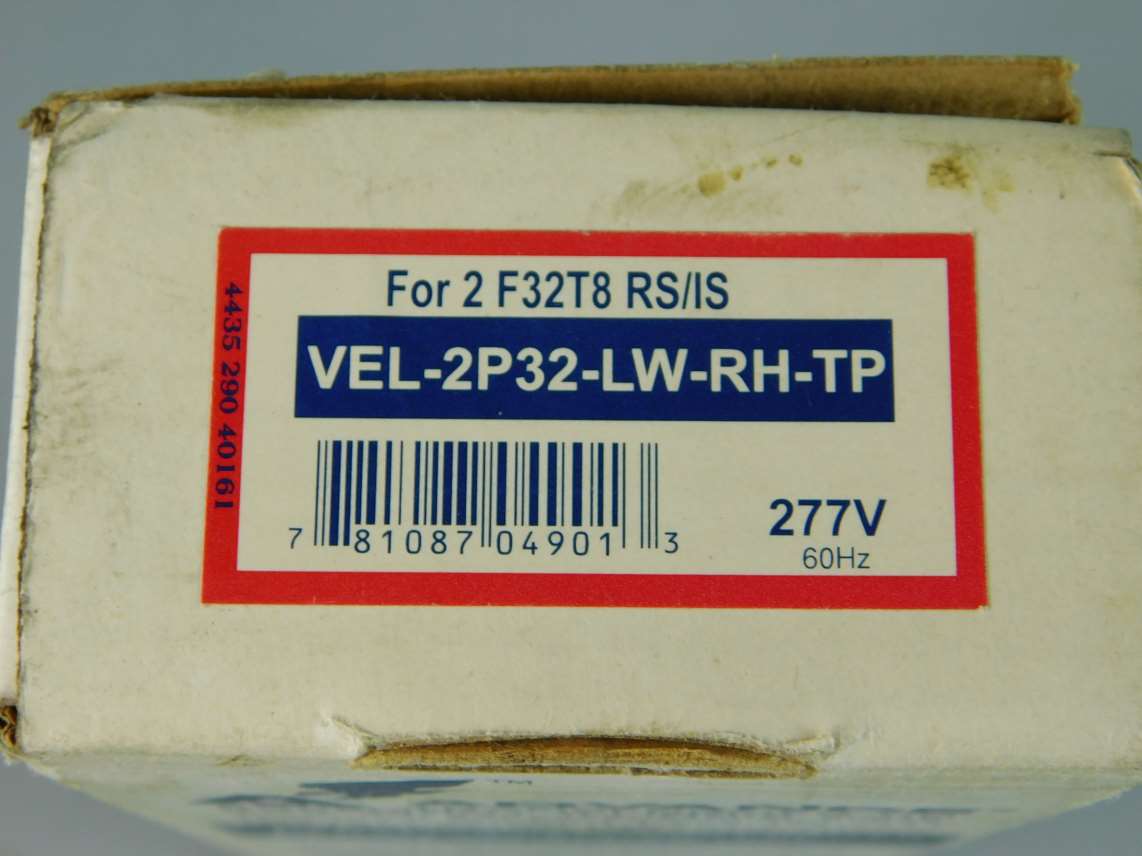 For 2 F32T8 RS/IS
VEL-2P32-LW-RH-TP
4435 290 40161
7 81087 04901 3
277V
60Hz
TM